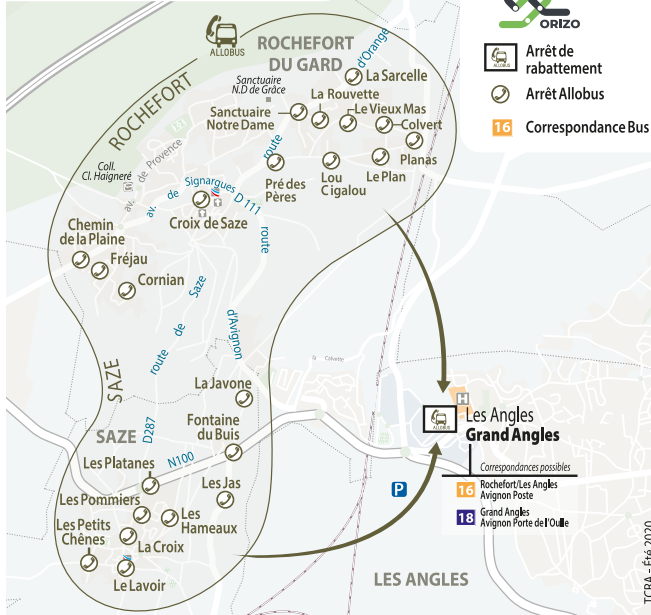 ORIZO
ALLOBUS
Arrêt de
rabattement
Arrêt Allobus
16 Correspondance Bus
ALLOBUS
ROCHEFORT
DU GARD
ROCHEFORT
d'Orange
La Sarcelle
Sanctuaire
N.D de Grâce
La Rouvette
Sanctuaire
Notre Dame
Le Vieux Mas
Colvert
Planas
route
Pré des
Pères
Lou
Cigalou
Le Plan
Coll.
Cl. Haigneré
av. de Provence
av. de Signargues D 111
Croix de Saze
route
Chemin
de la Plaine
Fréjau
Cornian
route de Saze
d'Avignon
N Calvette
SAZE
La Javone
Fontaine
du Buis
SAZE
D287
N100
Les Platanes
Les Jas
Les Pommiers
Les
Hameaux
Les Petits
Chênes
La Croix
Le Lavoir
H
ALLOBUS
Les Angles
Grand Angles
Correspondances possibles
16 Rochefort/Les Angles
Avignon Poste
18 Grand Angles
Avignon Porte de l'Oulle
P
LES ANGLES
TCRA - Été 2020